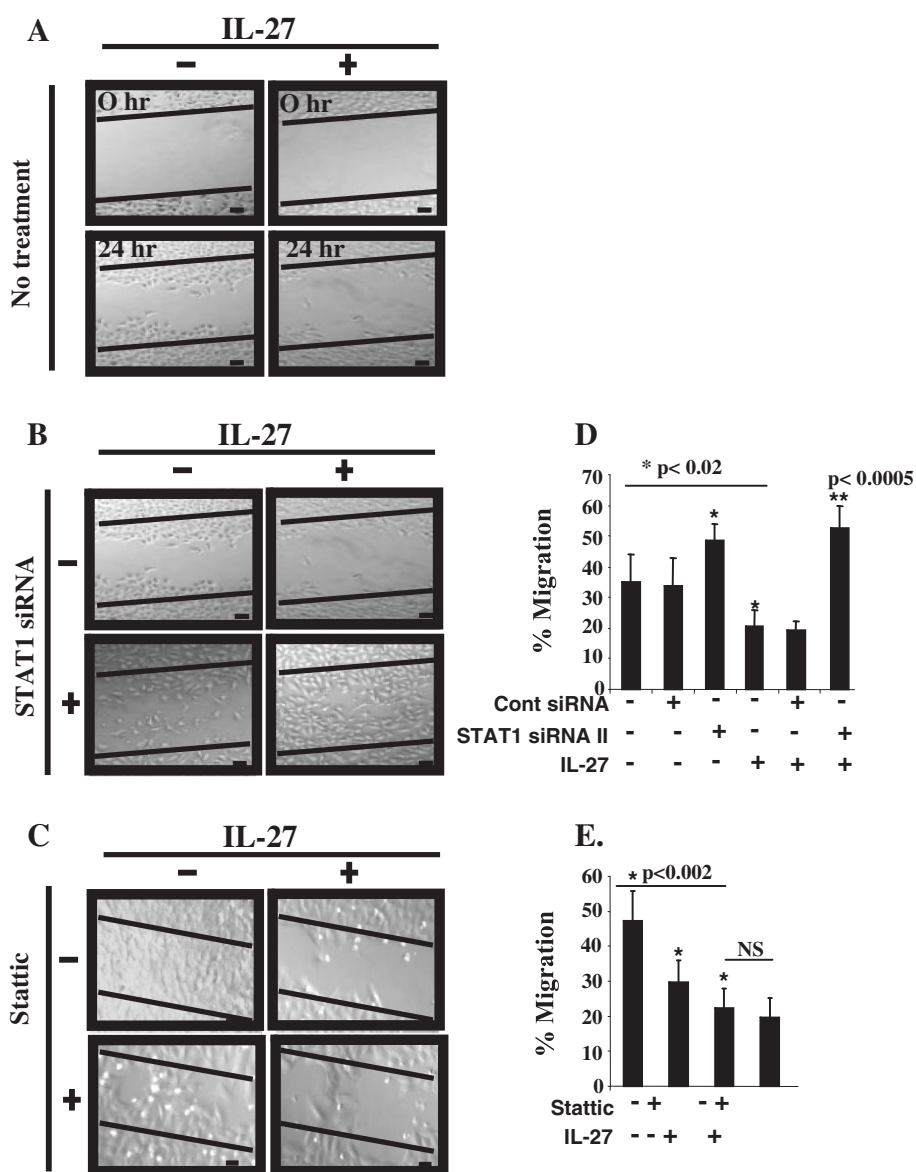 A
IL-27
- +
No treatment
O hr
24 hr
24 hr
B
IL-27
- +
STAT1 siRNA
-
+
C
IL-27
- +
Stattic
-
+
D
* p< 0.02
p< 0.0005
% Migration
70
60
50
40
30
20
10
0
* * **
Cont siRNA - + - - + -
STAT1 siRNA II - - + - - +
IL-27 - - - + + +
E.
* p<0.002
* * NS
% Migration
60
50
40
30
20
10
0
Stattic - + - +
IL-27 - - + +